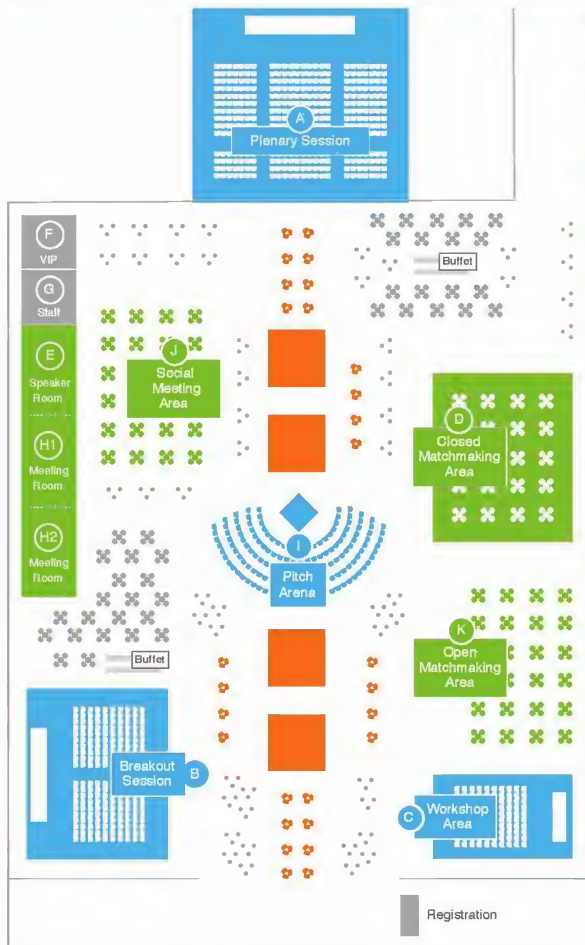 A
Plenary Session
F
VIP
Buffet
G
Staff
J
E
Social
Meeting
Area
Speaker
Room
D
Closed
Matchmaking
Area
H1
Meeting
Room
H2
Meeting
Room
I
Pitch
Arena
K
Open
Matchmaking
Area
Buffet
Breakout
Session
B
C
Workshop
Area
Registration